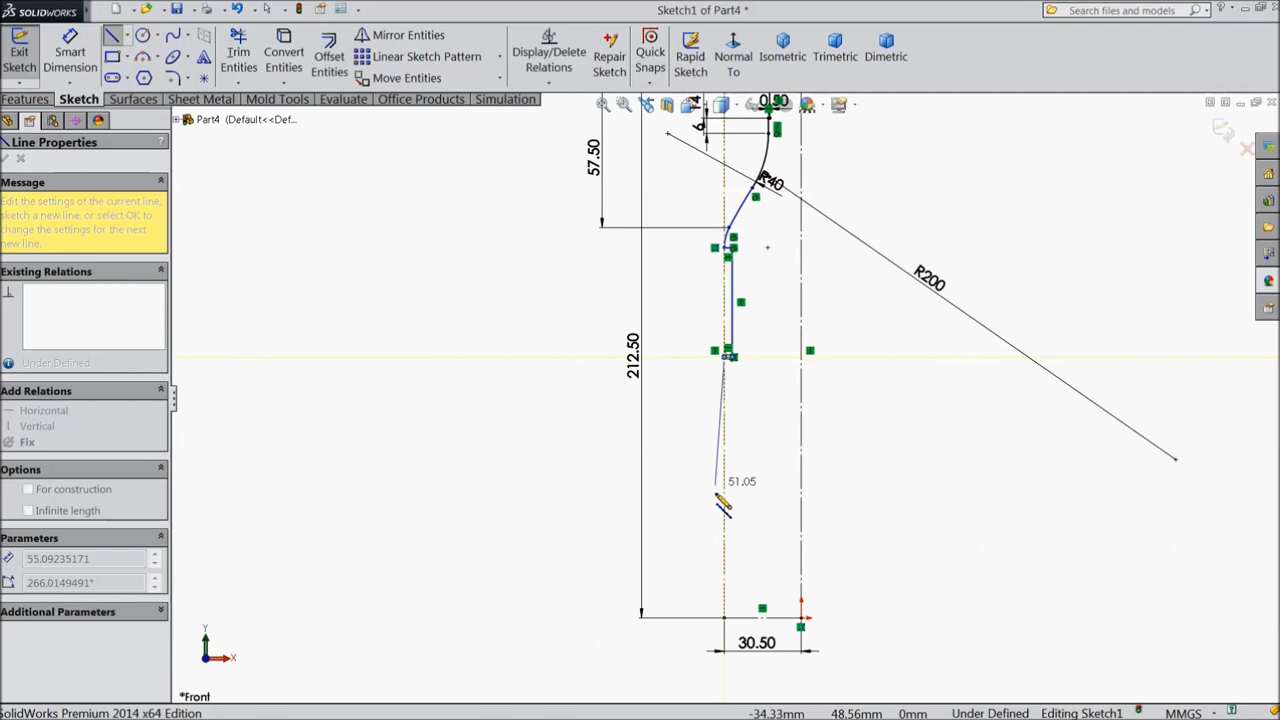 SOLIDWORKS
Sketch1 of Part4 *
Search files and models
Exit Sketch
Smart Dimension
Trim Entities
Convert Entities
Offset Entities
Mirror Entities
Linear Sketch Pattern
Move Entities
Display/Delete Relations
Repair Sketch
Quick Snaps
Rapid Sketch
Normal To
Isometric
Trimetric
Dimetric
Features
Sketch
Surfaces
Sheet Metal
Mold Tools
Evaluate
Office Products
Simulation
Part4 (Default<<Def...
Line Properties
?
Message
Edit the settings of the current line, sketch a new line, or select OK to change the settings for the next new line.
Existing Relations
Under Defined
Add Relations
Horizontal
Vertical
Fix
Options
For construction
Infinite length
Parameters
55.09235171
266.0149491°
Additional Parameters
0.50
6
57.50
R40
R200
212.50
51.05
30.50
Y
X
*Front
SolidWorks Premium 2014 x64 Edition
-34.33mm
48.56mm
0mm
Under Defined
Editing Sketch1
MMGS